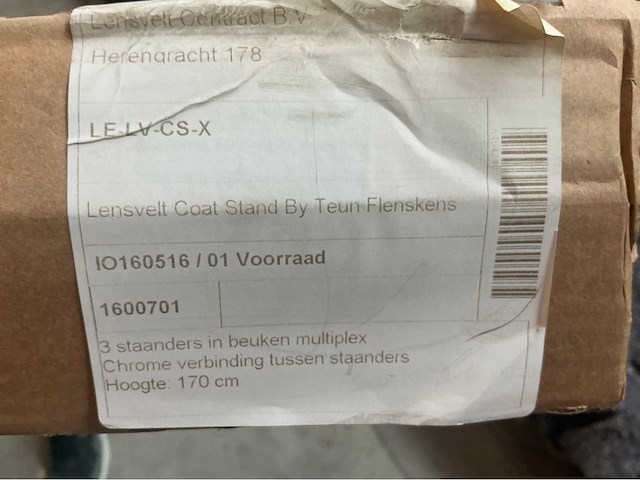 Lensvelt Contract B.V
Herengracht 178
LE-LV-CS-X
Lensvelt Coat Stand By Teun Flenskens
IO160516 / 01 Voorraad
1600701
3 staanders in beuken multiplex
Chrome verbinding tussen staanders
Hoogte: 170 cm